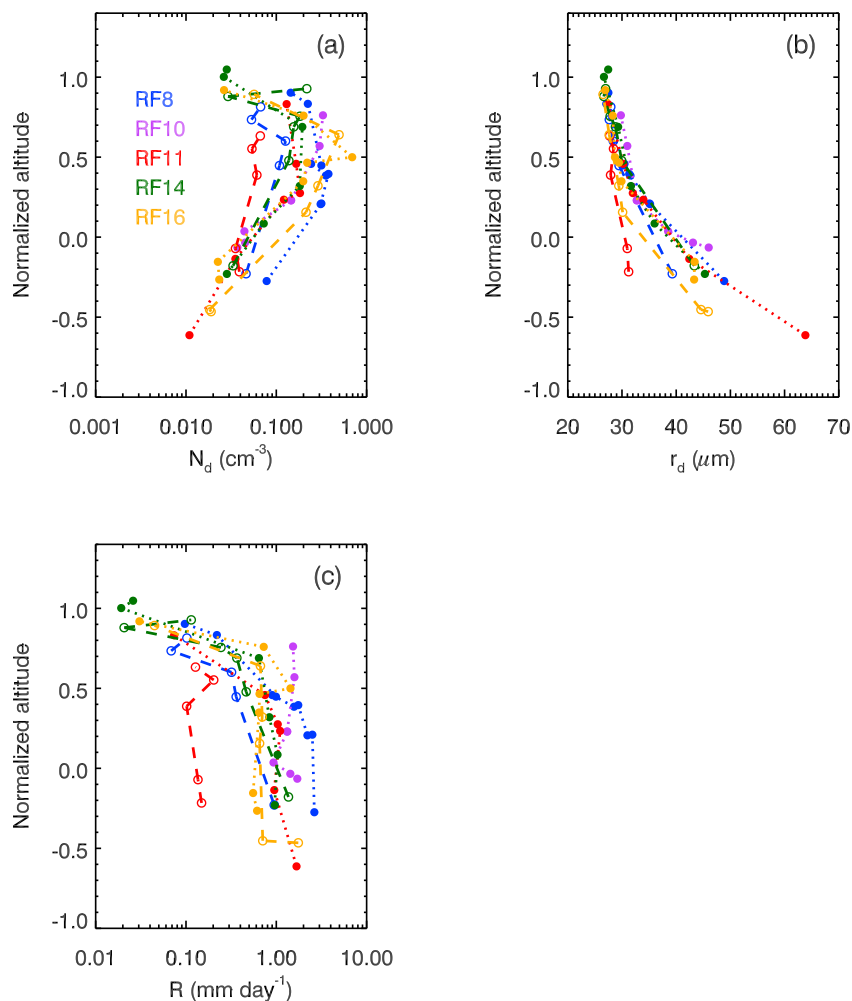 (a)
Normalized altitude
1.0
0.5
0.0
-0.5
-1.0
RF8
RF10
RF11
RF14
RF16
0.001 0.010 0.100 1.000
N_d (cm^-3)
(b)
Normalized altitude
1.0
0.5
0.0
-0.5
-1.0
20 30 40 50 60 70
r_d (μm)
(c)
Normalized altitude
1.0
0.5
0.0
-0.5
-1.0
0.01 0.10 1.00 10.00
R (mm day^-1)